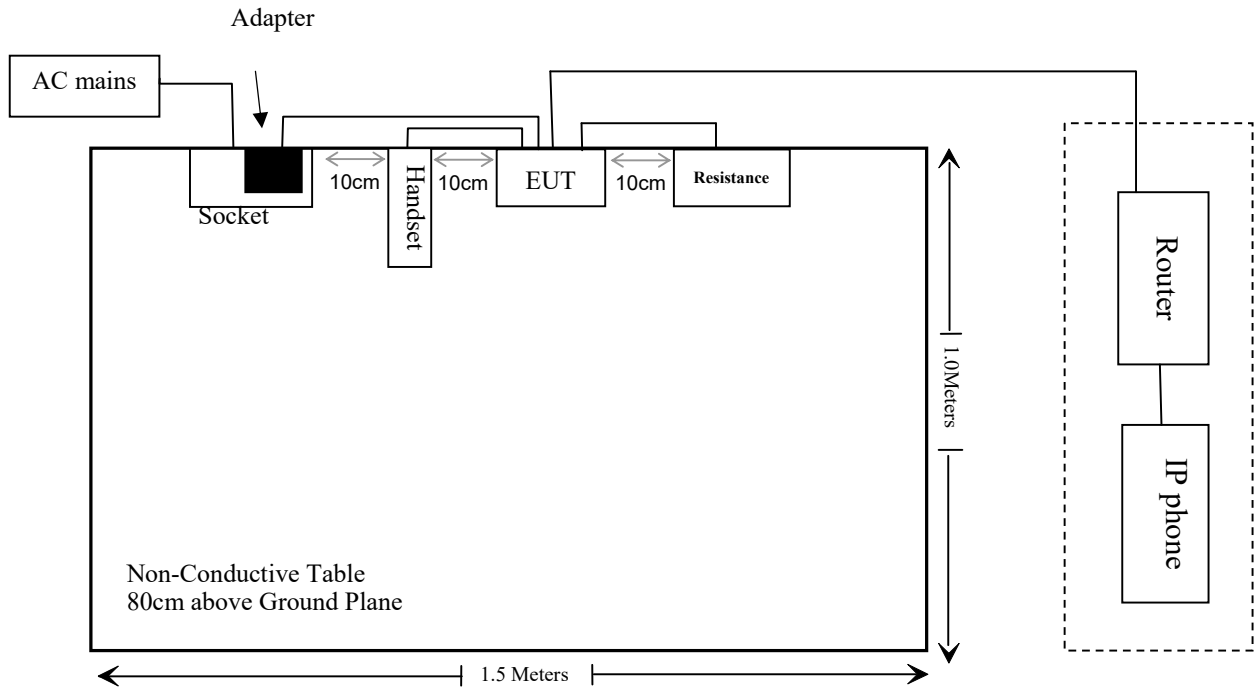 Adapter
AC mains
10cm
10cm
10cm
Handset
EUT
Resistance
Socket
Router
1.0Meters
IP phone
Non-Conductive Table
80cm above Ground Plane
1.5 Meters